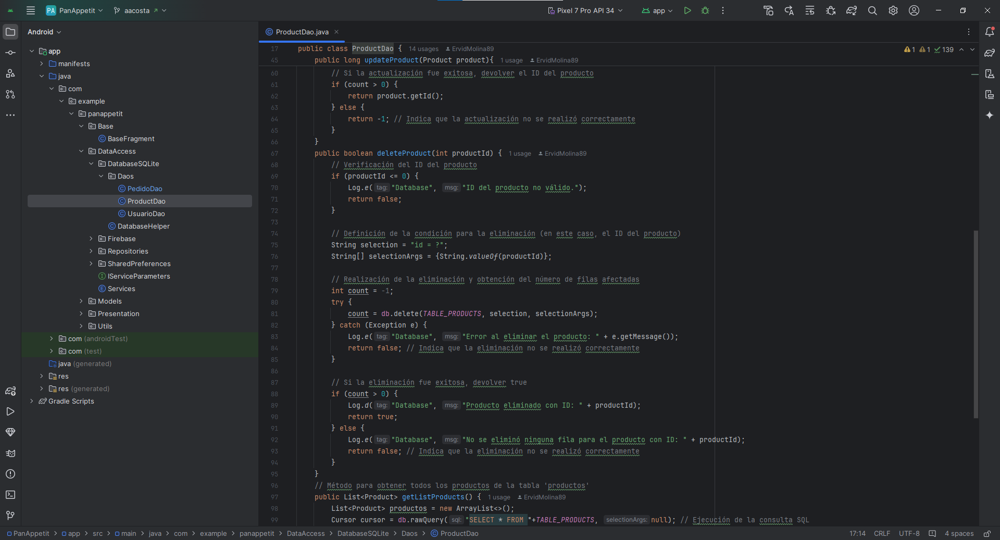 PA PanAppetit aacosta Pixel 7 Pro API 34 app
Android
app
manifests
java
com
example
panappetit
Base
BaseFragment
DataAccess
DatabaseSQLite
Daos
PedidoDao
ProductDao
UsuarioDao
DatabaseHelper
Firebase
Repositories
SharedPreferences
IServiceParameters
Services
Models
Presentation
Utils
com (androidTest)
com (test)
java (generated)
res
res (generated)
Gradle Scripts
ProductDao.java
1 1 139
17 public class ProductDao { 14 usages ErvidMolina89
45 public long updateProduct(Product product){ 1 usage ErvidMolina89
60 // Si la actualización fue exitosa, devolver el ID del producto
61 if (count > 0) {
62 return product.getId();
63 } else {
64 return -1; // Indica que la actualización no se realizó correctamente
65 }
66 }
67 public boolean deleteProduct(int productId) { 1 usage ErvidMolina89
68 // Verificación del ID del producto
69 if (productId <= 0) {
70 Log.e( tag: "Database", msg: "ID del producto no válido.");
71 return false;
72 }
73
74 // Definición de la condición para la eliminación (en este caso, el ID del producto)
75 String selection = "id = ?";
76 String[] selectionArgs = {String.valueOf(productId)};
77
78 // Realización de la eliminación y obtención del número de filas afectadas
79 int count = -1;
80 try {
81 count = db.delete(TABLE_PRODUCTS, selection, selectionArgs);
82 } catch (Exception e) {
83 Log.e( tag: "Database", msg: "Error al eliminar el producto: " + e.getMessage());
84 return false; // Indica que la eliminación no se realizó correctamente
85 }
86
87 // Si la eliminación fue exitosa, devolver true
88 if (count > 0) {
89 Log.d( tag: "Database", msg: "Producto eliminado con ID: " + productId);
90 return true;
91 } else {
92 Log.e( tag: "Database", msg: "No se eliminó ninguna fila para el producto con ID: " + productId);
93 return false; // Indica que la eliminación no se realizó correctamente
94 }
95 }
96 // Método para obtener todos los productos de la tabla 'productos'
97 public List<Product> getListProducts() { 1 usage ErvidMolina89
98 List<Product> productos = new ArrayList<>();
99 Cursor cursor = db.rawQuery( sql: "SELECT * FROM "+TABLE_PRODUCTS, selectionArgs: null); // Ejecución de la consulta SQL
PanAppetit > app > src > main > java > com > example > panappetit > DataAccess > DatabaseSQLite > Daos > ProductDao 17:14 CRLF UTF-8 4 spaces